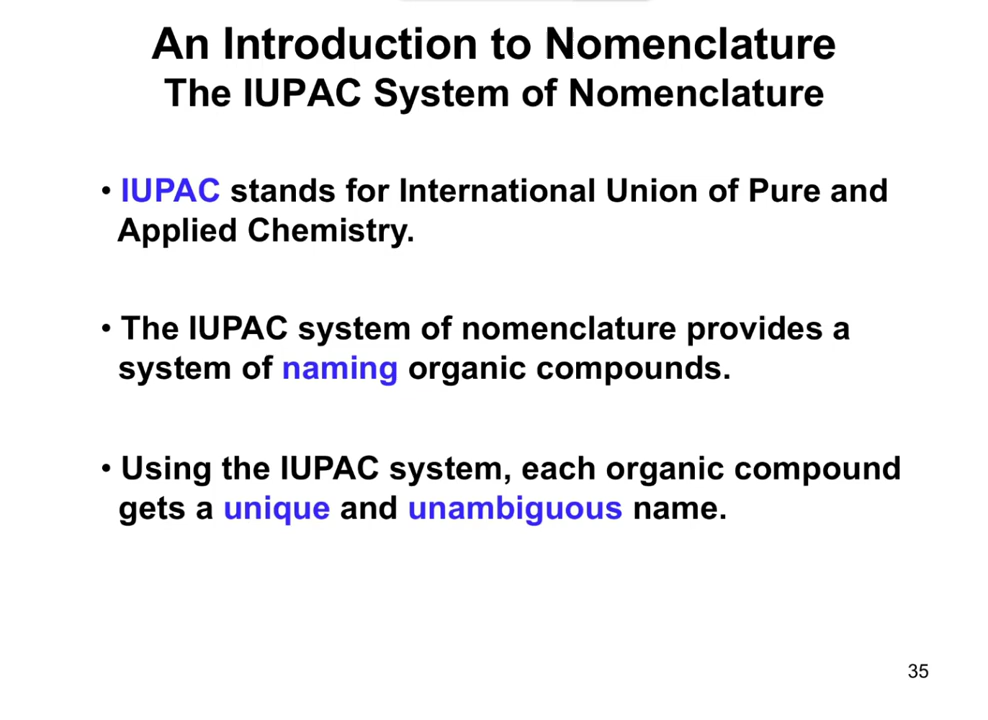 An Introduction to Nomenclature
The IUPAC System of Nomenclature
• IUPAC stands for International Union of Pure and
Applied Chemistry.
• The IUPAC system of nomenclature provides a
system of naming organic compounds.
• Using the IUPAC system, each organic compound
gets a unique and unambiguous name.
35